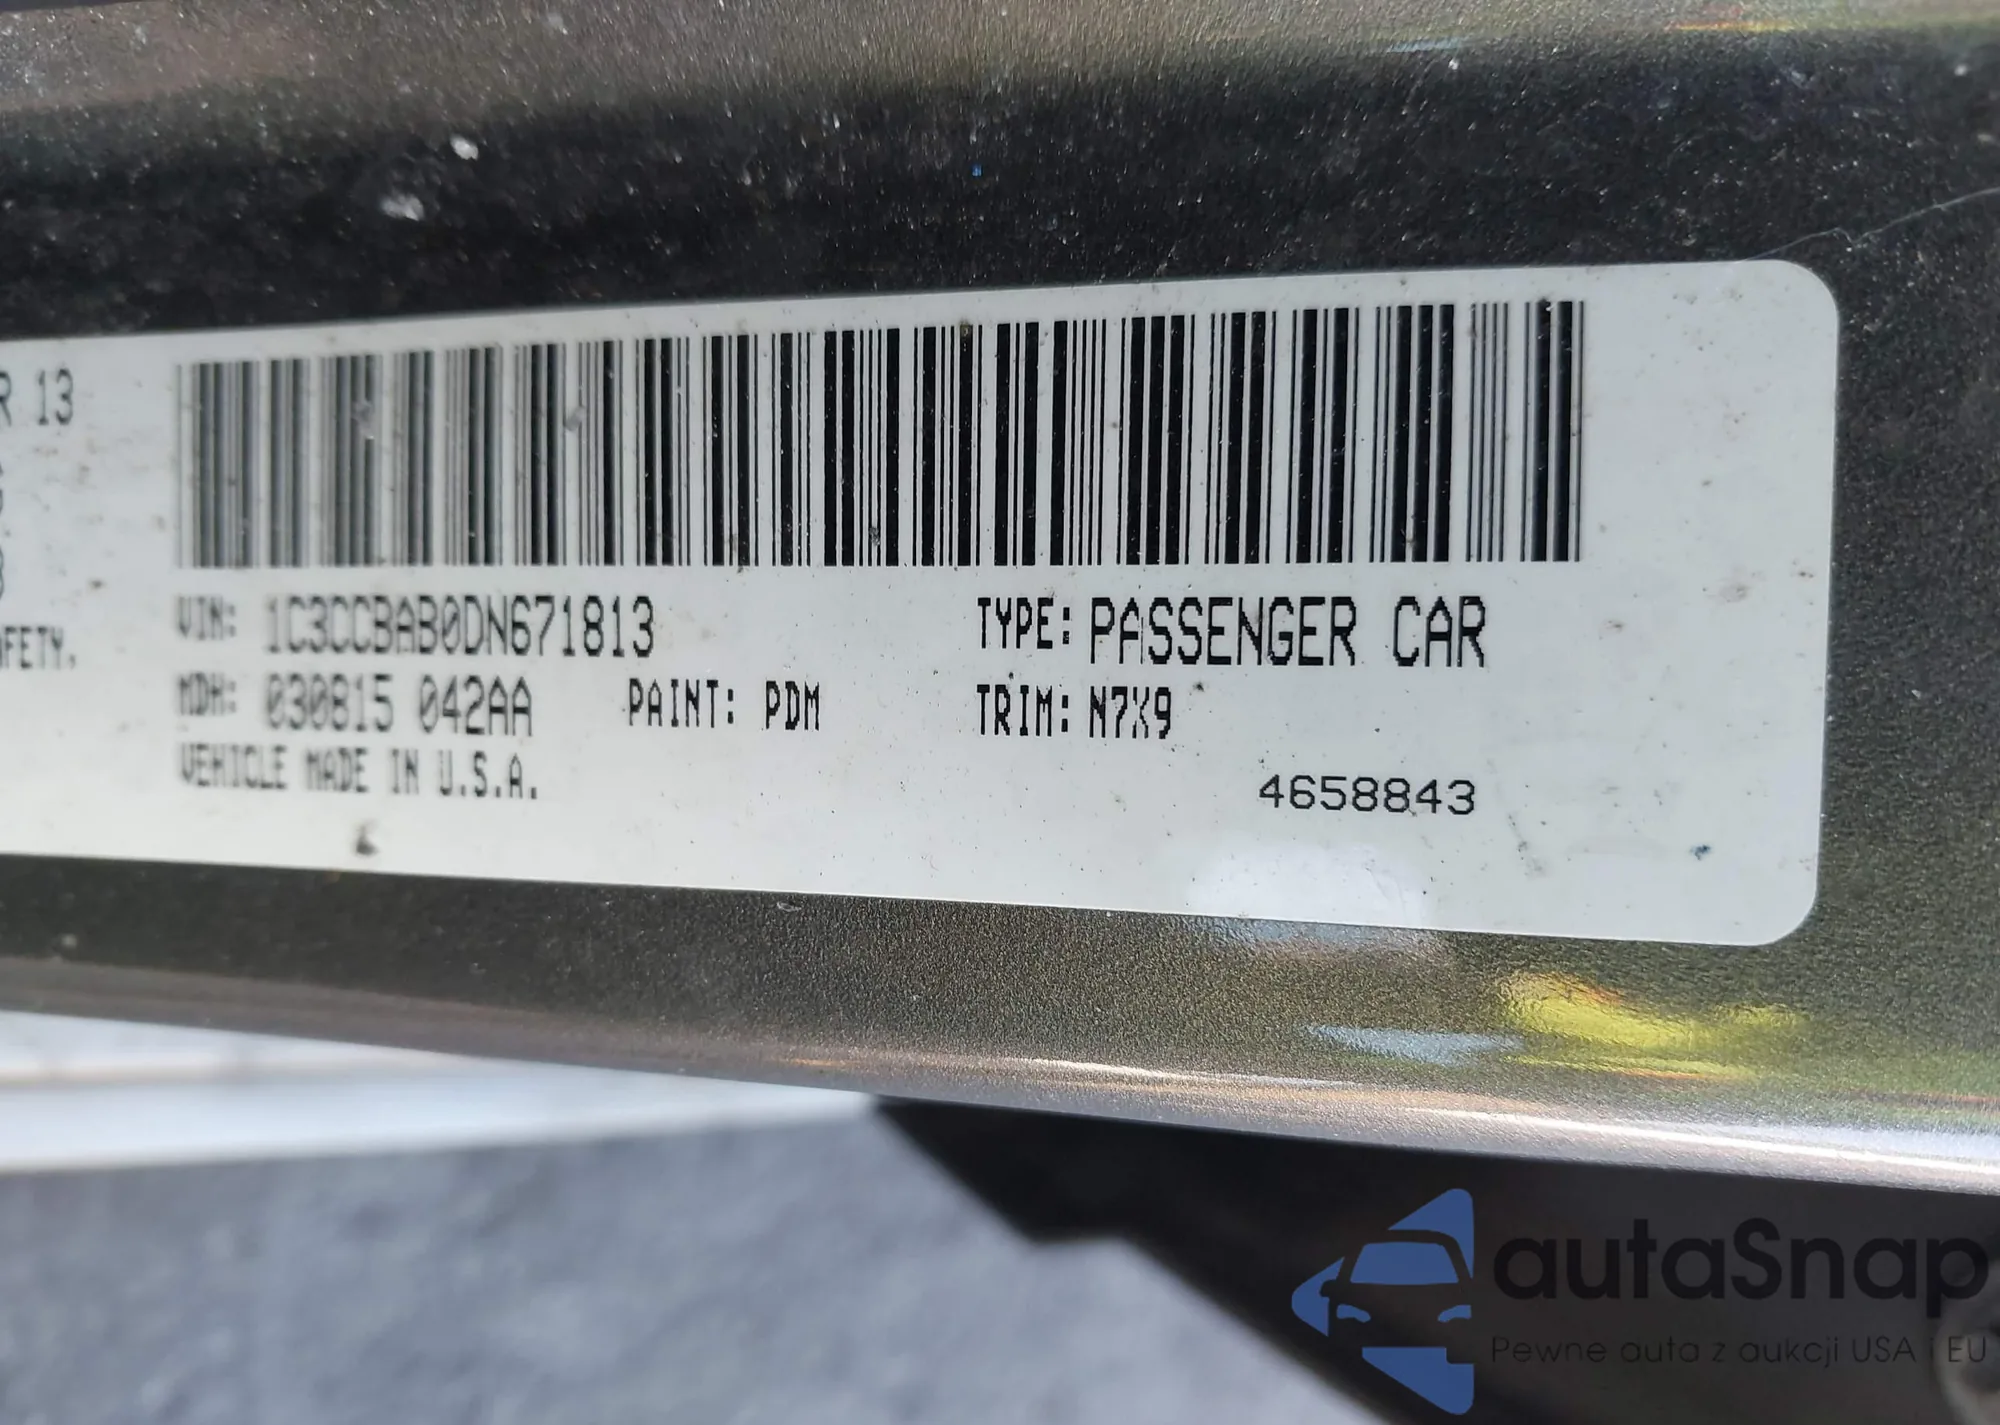 R 13
AFETY.
VIN: 1C3CCBAB0DN671813 TYPE: PASSENGER CAR
MDH: 030815 042AA PAINT: PDM TRIM: N7X9
VEHICLE MADE IN U.S.A.
4658843
autaSnap
Pewne auta z aukcji USA i EU